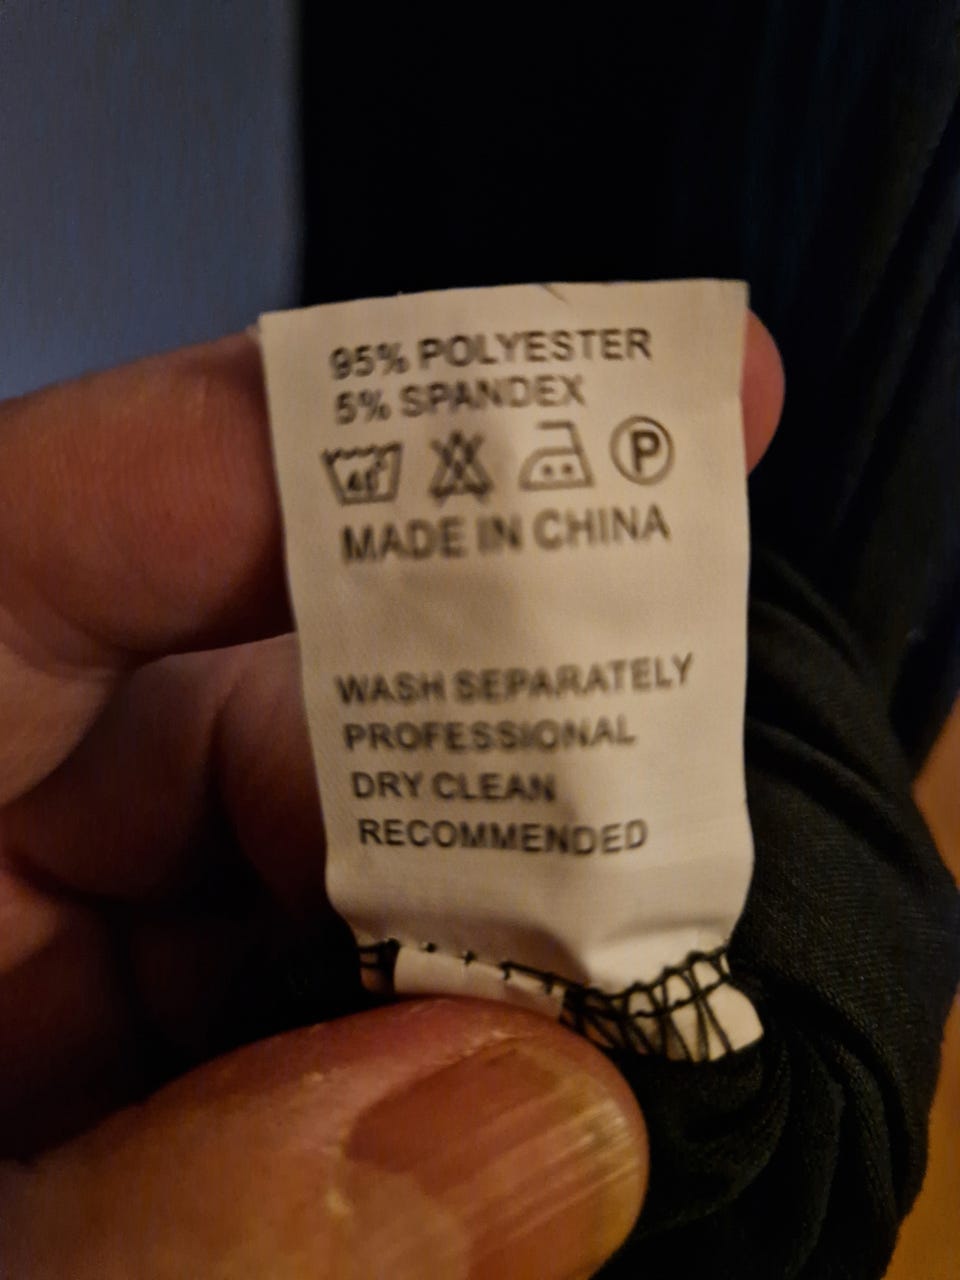 95% POLYESTER
5% SPANDEX
40° P
MADE IN CHINA
WASH SEPARATELY
PROFESSIONAL
DRY CLEAN
RECOMMENDED